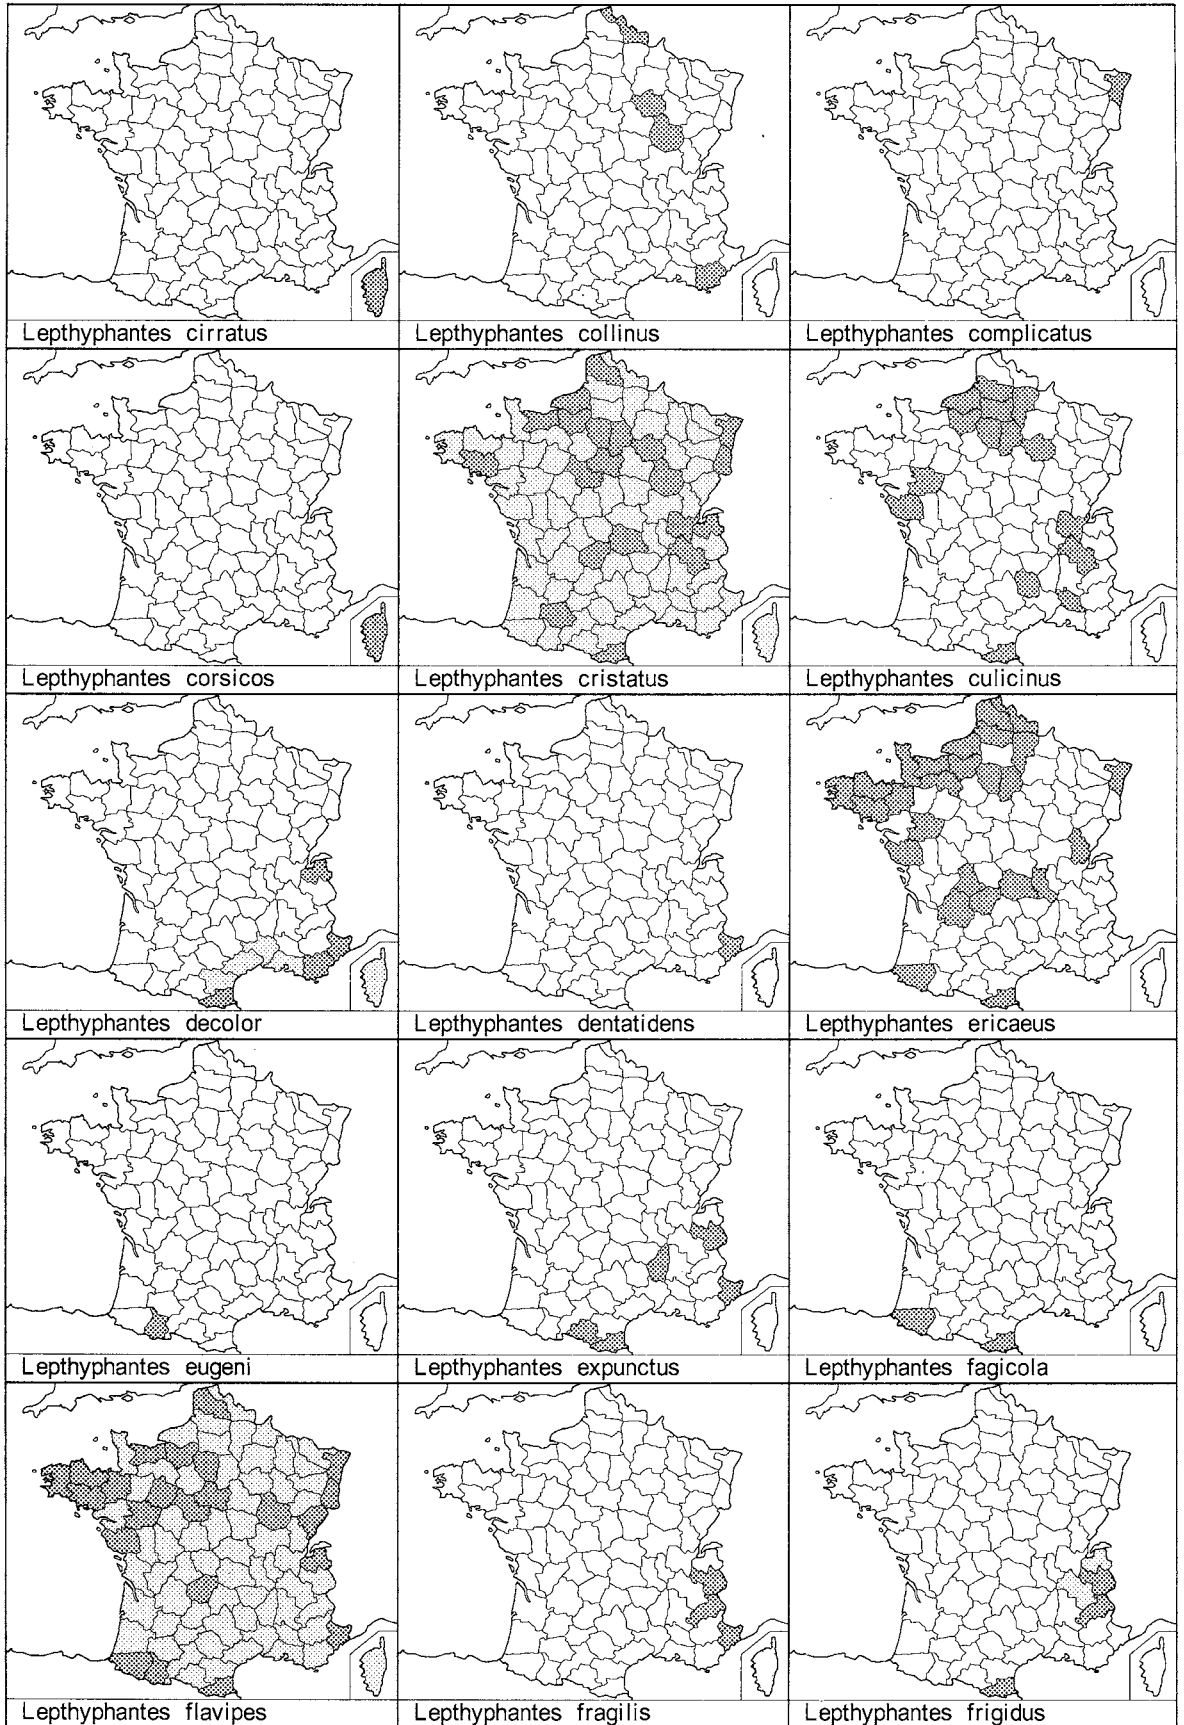 Lepthyphantes cirratus
Lepthyphantes collinus
Lepthyphantes complicatus
Lepthyphantes corsicos
Lepthyphantes cristatus
Lepthyphantes culicinus
Lepthyphantes decolor
Lepthyphantes dentatidens
Lepthyphantes ericaeus
Lepthyphantes eugeni
Lepthyphantes expunctus
Lepthyphantes fagicola
Lepthyphantes flavipes
Lepthyphantes fragilis
Lepthyphantes frigidus